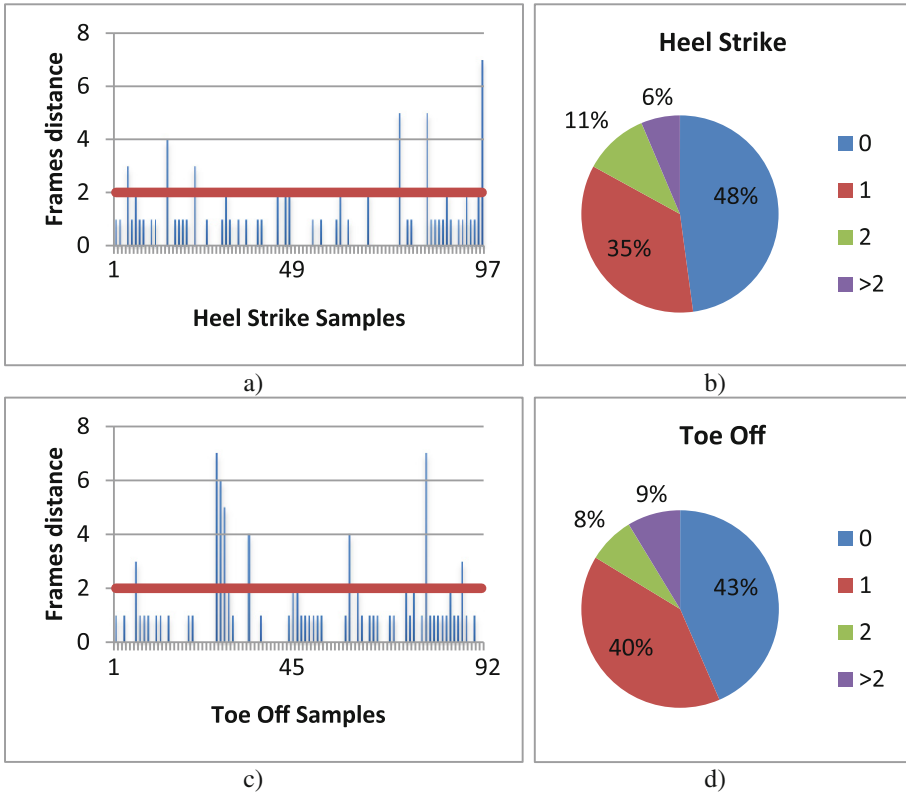 8
6
4
2
0
Frames distance
1 49 97
Heel Strike Samples
a)
Heel Strike
6%
11%
48%
35%
0
1
2
>2
b)
8
6
4
2
0
Frames distance
1 45 92
Toe Off Samples
c)
Toe Off
9%
8%
43%
40%
0
1
2
>2
d)